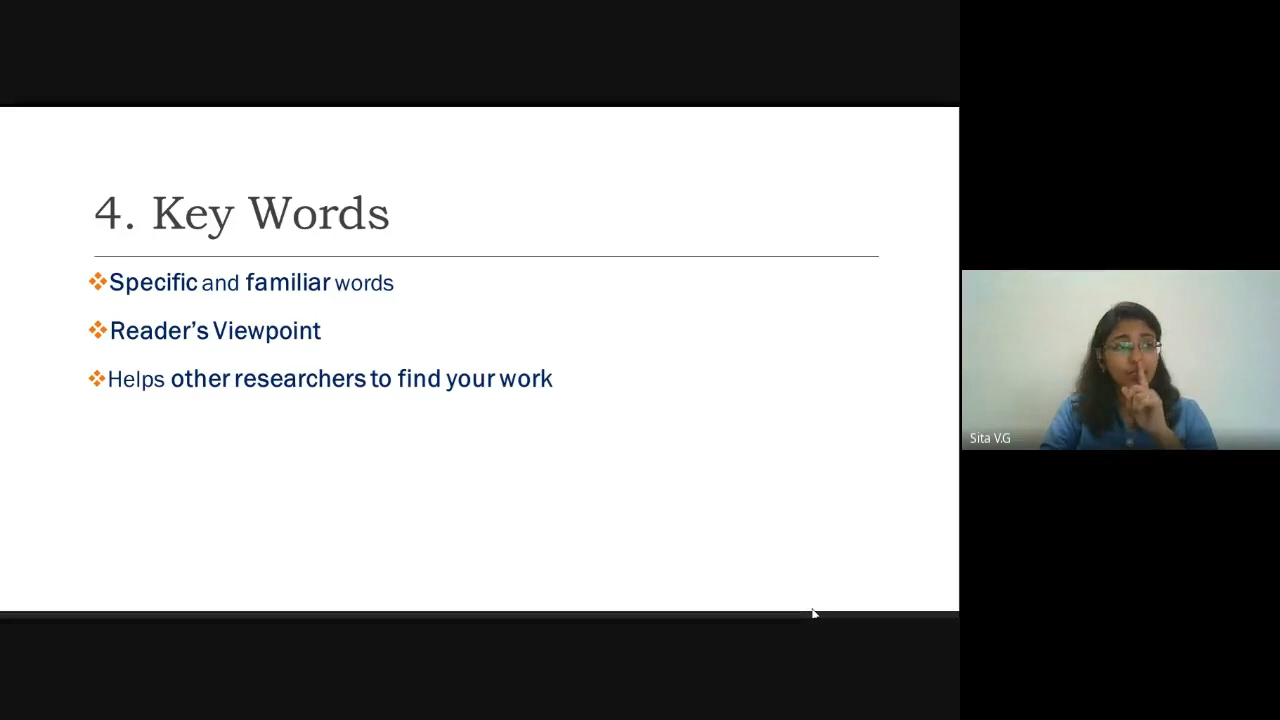 4. Key Words
Specific and familiar words
Reader's Viewpoint
Helps other researchers to find your work
Sita V.G